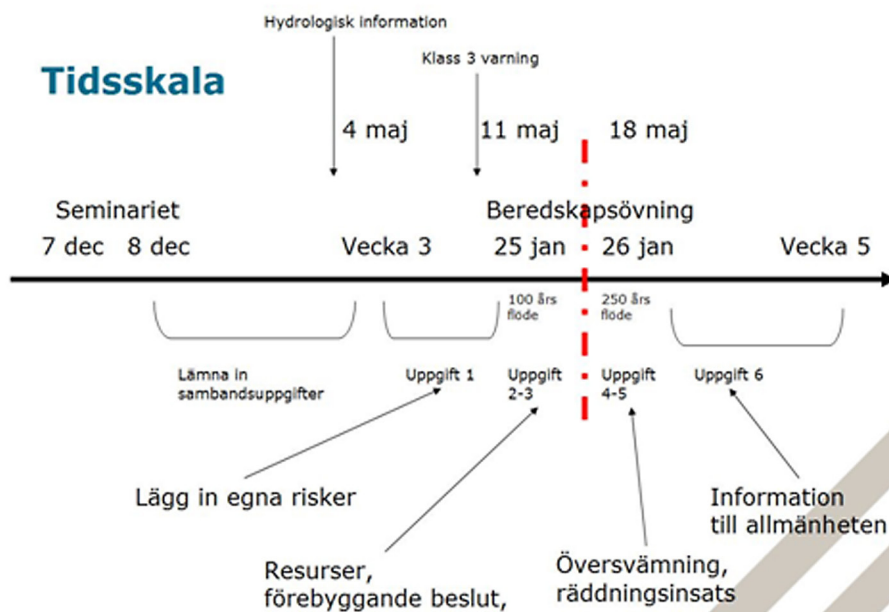 Hydrologisk information
Klass 3 varning
Tidsskala
4 maj 11 maj 18 maj
Seminariet Beredskapsövning
7 dec 8 dec Vecka 3 25 jan 26 jan Vecka 5
100 års
flöde
250 års
flöde
Lämna in
sambandsuppgifter
Uppgift 1
Uppgift
2-3
Uppgift
4-5
Uppgift 6
Lägg in egna risker
Information
till allmänheten
Resurser,
förebyggande beslut,
Översvämning,
räddningsinsats